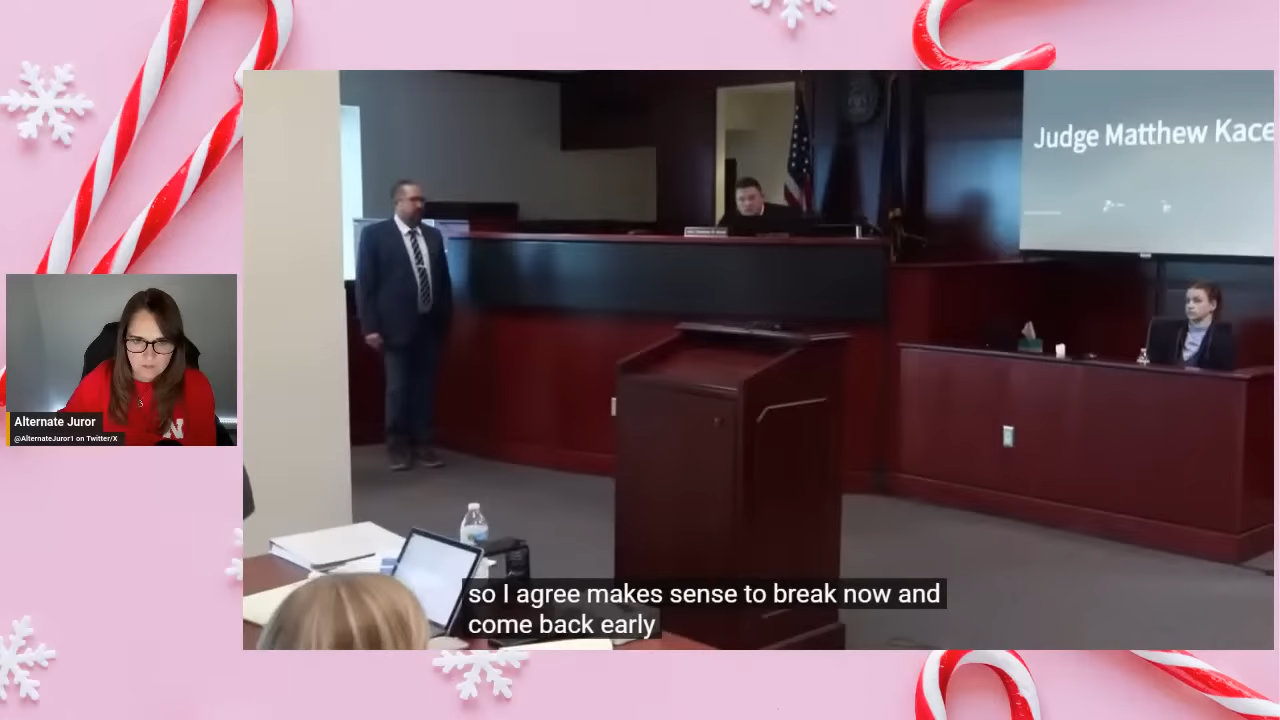 Judge Matthew Kace
Alternate Juror
@AlternateJuror1 on Twitter/X
N
so I agree makes sense to break now and
come back early